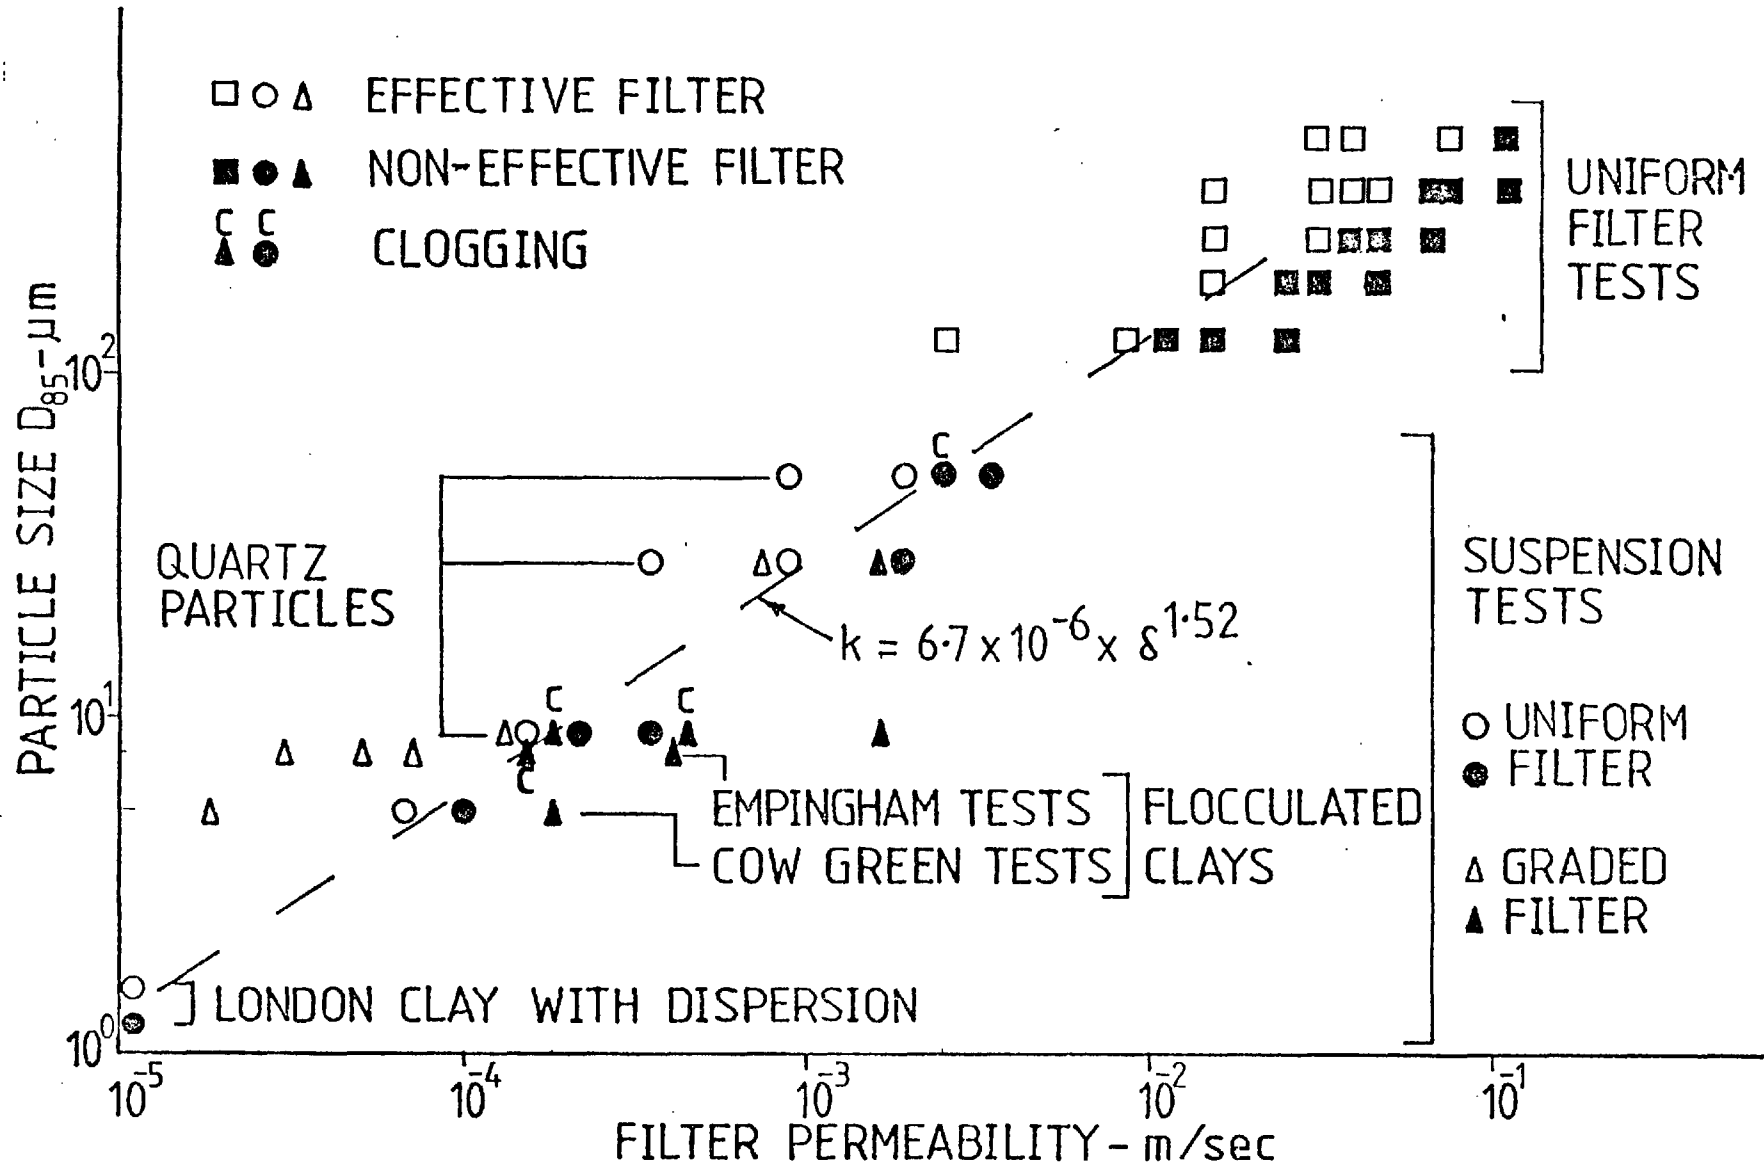 EFFECTIVE FILTER
NON-EFFECTIVE FILTER
C C
CLOGGING
UNIFORM
FILTER
TESTS
PARTICLE SIZE D85-µm
10²
10¹
10⁰
C
QUARTZ
PARTICLES
k = 6·7 x 10⁻⁶ x δ¹·⁵²
SUSPENSION
TESTS
C
C
C
UNIFORM
FILTER
EMPINGHAM TESTS
COW GREEN TESTS
FLOCCULATED
CLAYS
GRADED
FILTER
LONDON CLAY WITH DISPERSION
10⁻⁵ 10⁻⁴ 10⁻³ 10⁻² 10⁻¹
FILTER PERMEABILITY - m/sec